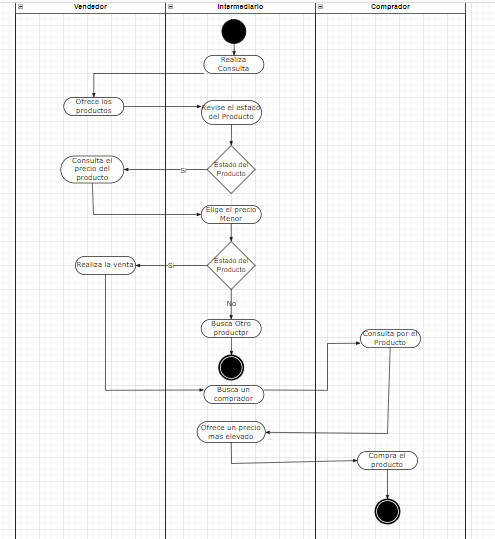 Vendedor
Intermediario
Comprador
Realiza
Consulta
Ofrece los
productos
Revise el estado
del Producto
Estado del
Producto
Si
Consulta el
precio del
producto
Elige el precio
Menor
Estado del
Producto
Si
Realiza la venta
No
Busca Otro
productpr
Consulta por el
Producto
Busca un
comprador
Ofrece un precio
mas elevado
Compra el
producto